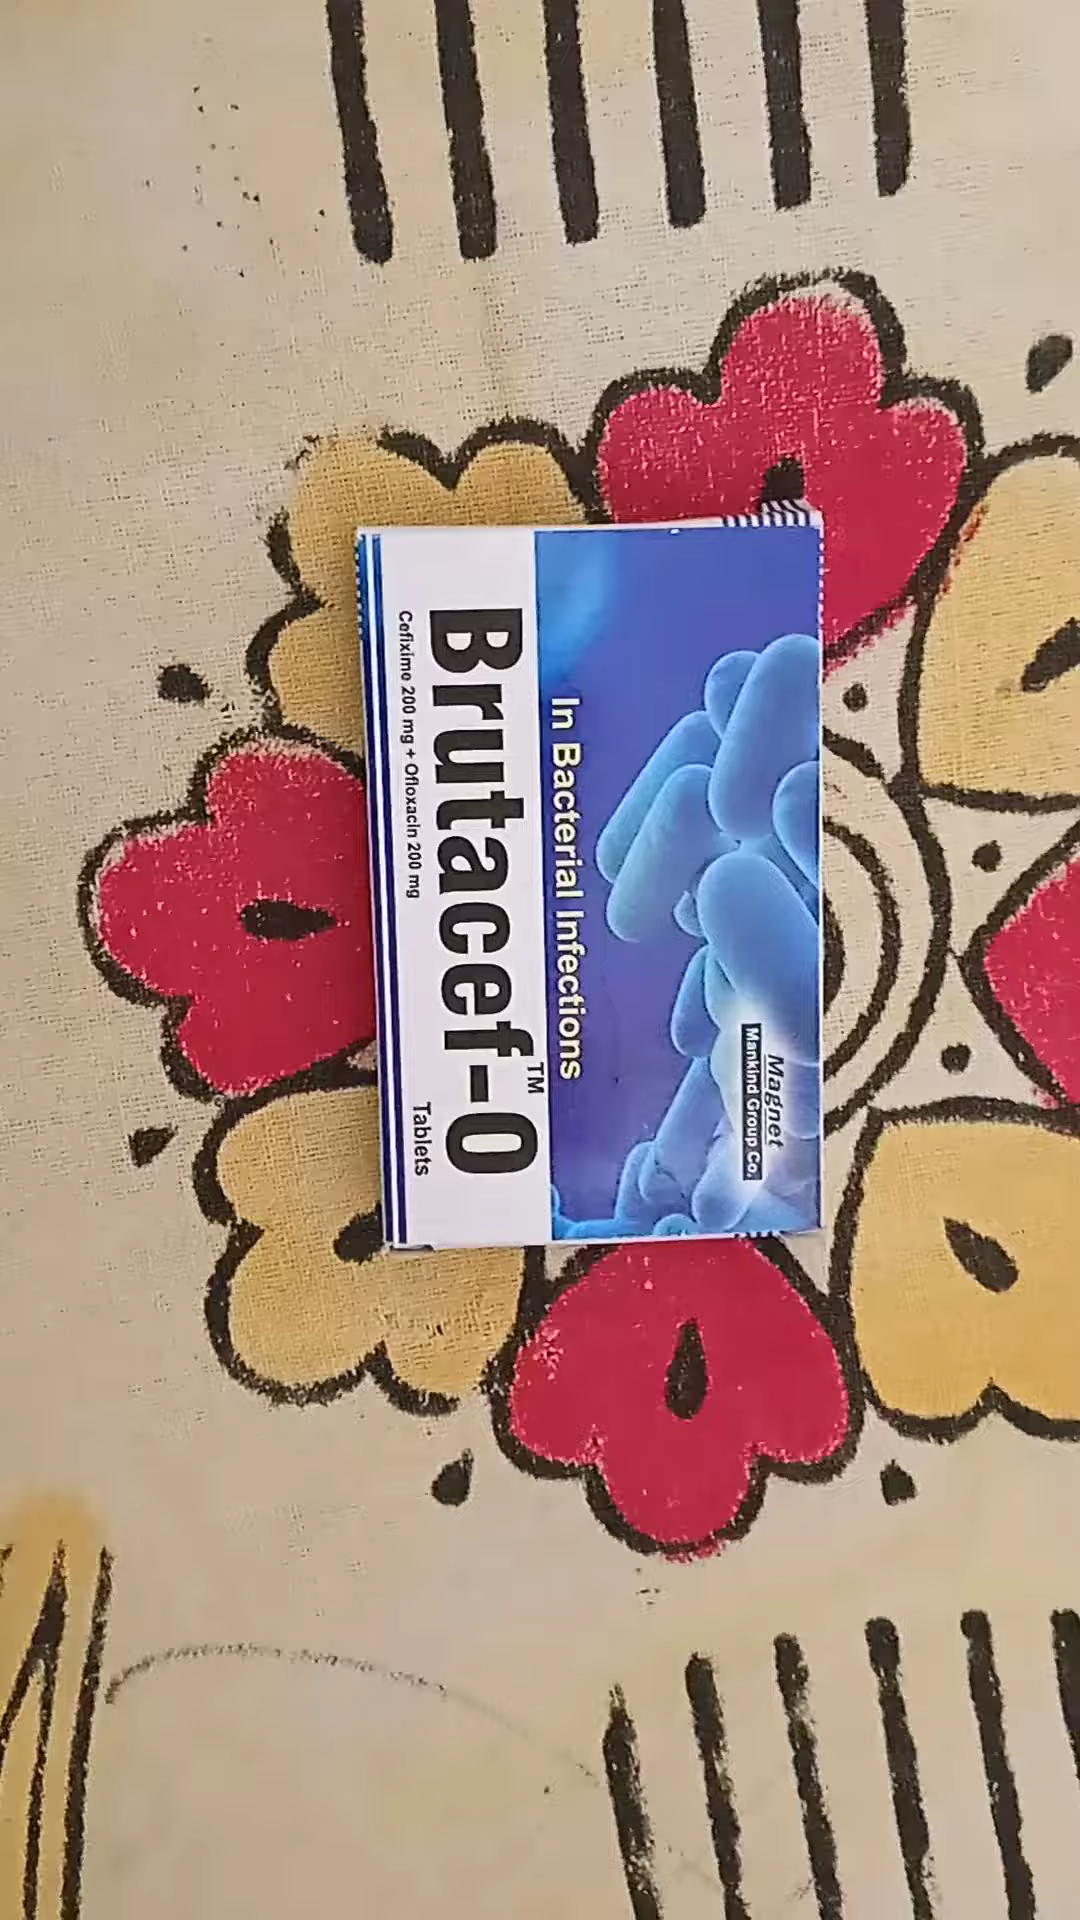 Magnet
Mankind Group Co.
In Bacterial Infections
Brutacef-O™
Cefixime 200 mg + Ofloxacin 200 mg
Tablets